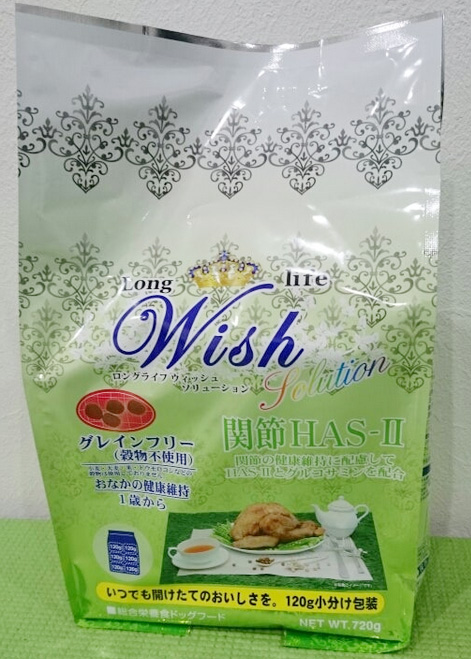 Long life
Wish
ロングライフ ウィッシュ
ソリューション
Solution
関節HAS-II
グレインフリー
(穀物不使用)
関節の健康維持に配慮して
HAS-IIとグルコサミンを配合
おなかの健康維持
1歳から
120g 120g
120g 120g
120g 120g
いつでも開けたてのおいしさを。120g小分け包装
■総合栄養食ドッグフード
NET WT.720g